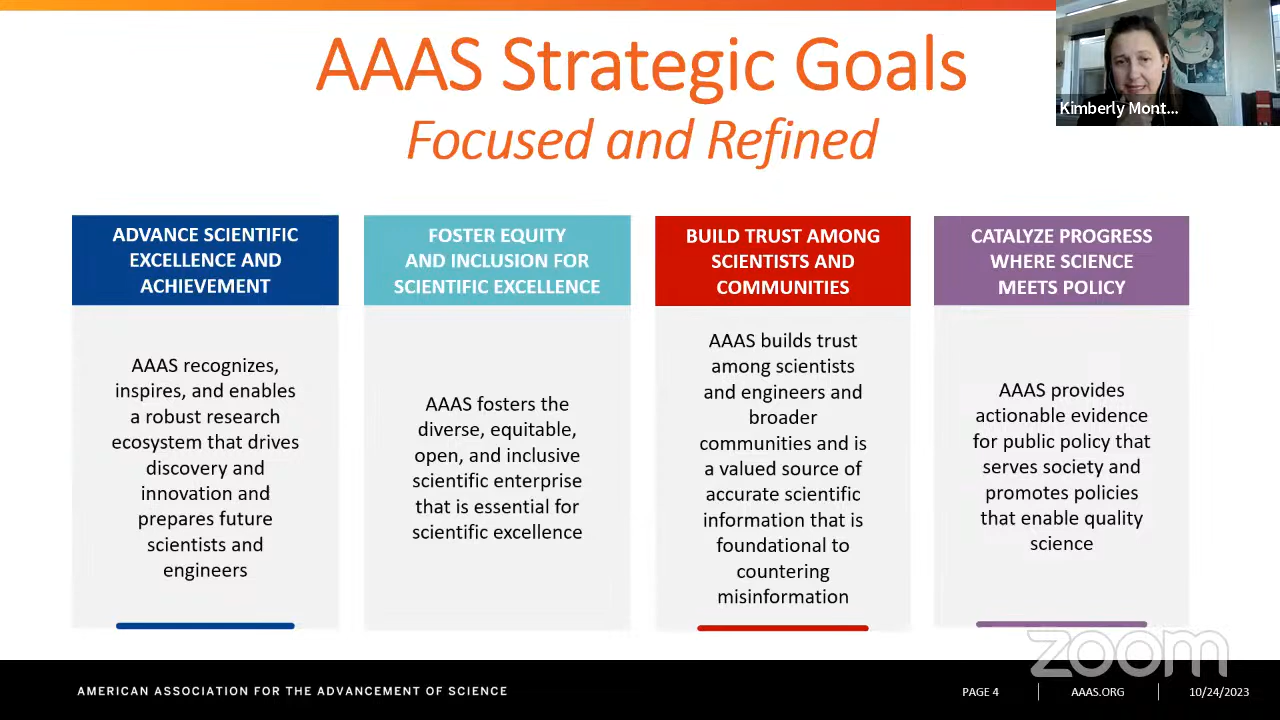 AAAS Strategic Goals
Focused and Refined
Kimberly Mont...
ADVANCE SCIENTIFIC
EXCELLENCE AND
ACHIEVEMENT
AAAS recognizes,
inspires, and enables
a robust research
ecosystem that drives
discovery and
innovation and
prepares future
scientists and
engineers
FOSTER EQUITY
AND INCLUSION FOR
SCIENTIFIC EXCELLENCE
AAAS fosters the
diverse, equitable,
open, and inclusive
scientific enterprise
that is essential for
scientific excellence
BUILD TRUST AMONG
SCIENTISTS AND
COMMUNITIES
AAAS builds trust
among scientists
and engineers and
broader
communities and is
a valued source of
accurate scientific
information that is
foundational to
countering
misinformation
CATALYZE PROGRESS
WHERE SCIENCE
MEETS POLICY
AAAS provides
actionable evidence
for public policy that
serves society and
promotes policies
that enable quality
science
zoom
AMERICAN ASSOCIATION FOR THE ADVANCEMENT OF SCIENCE
PAGE 4
AAAS.ORG
10/24/2023